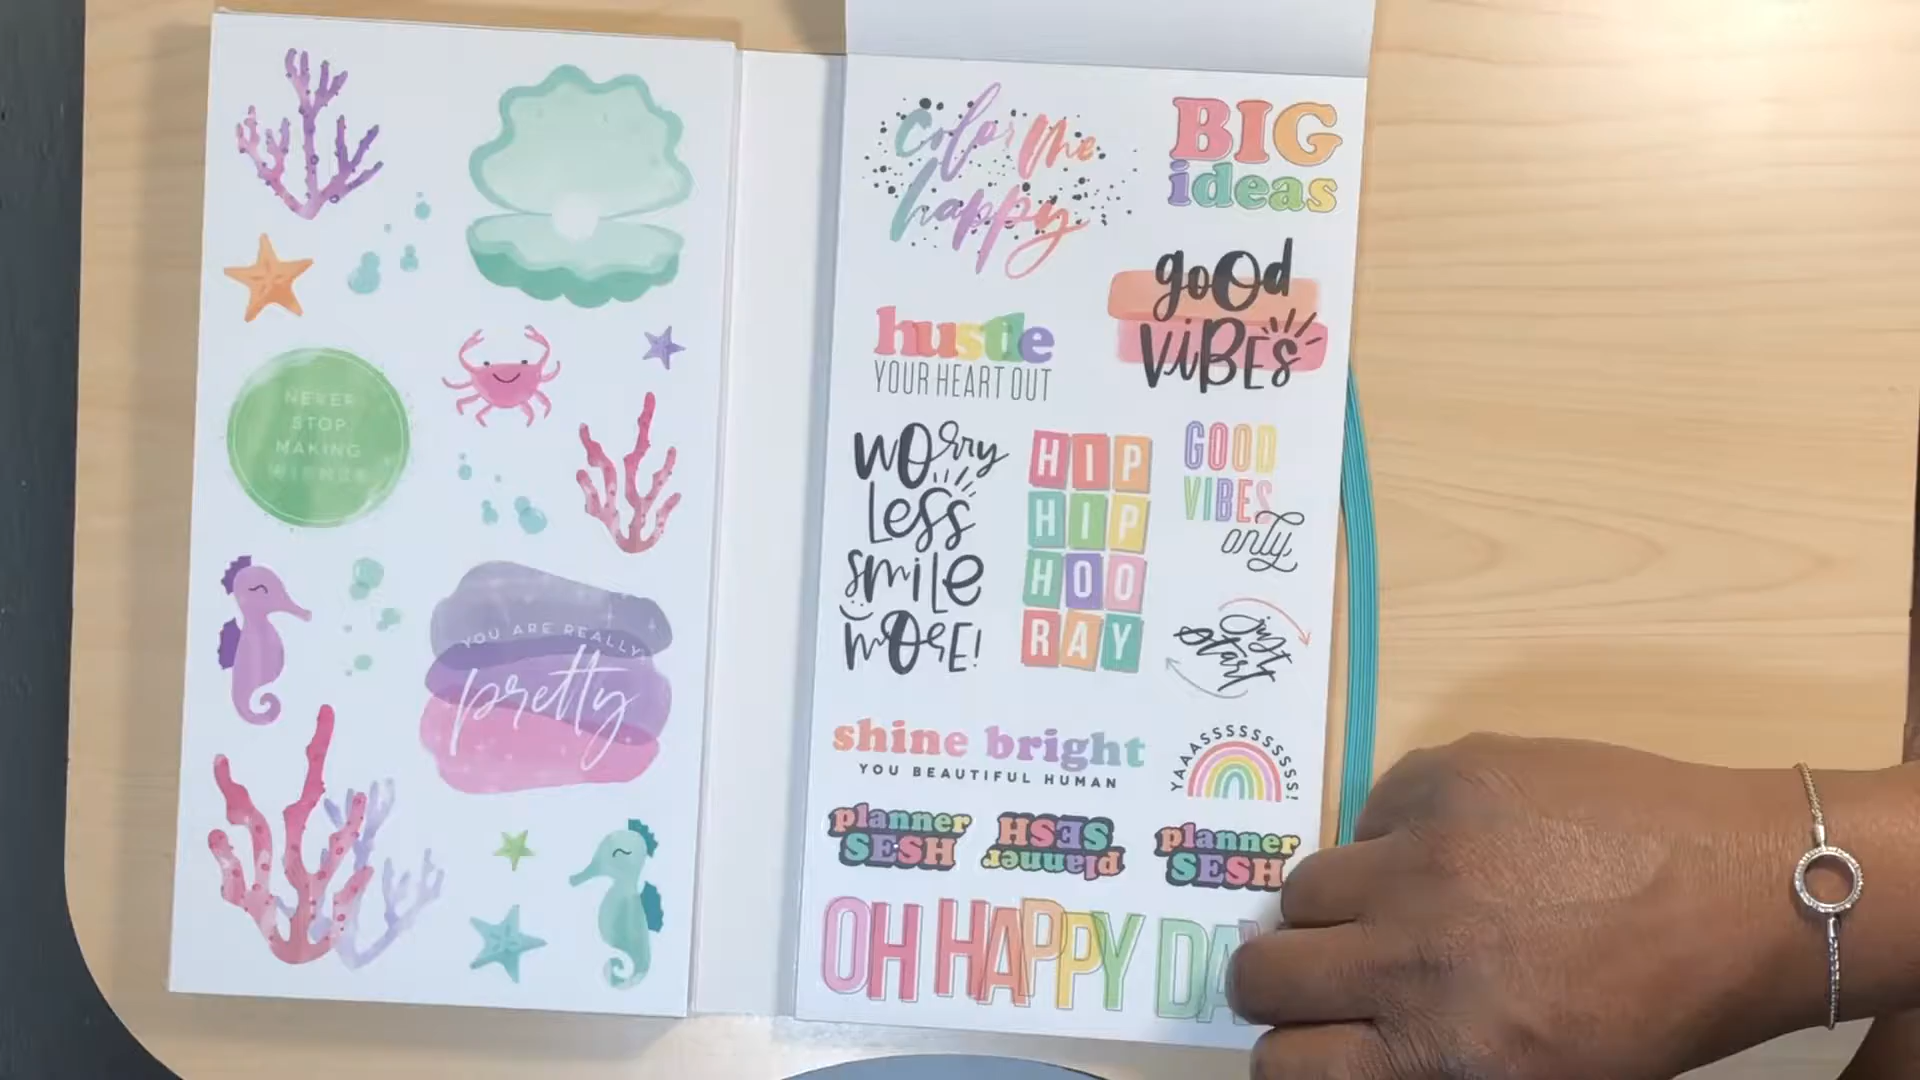 NEVER
STOP
MAKING
YOU ARE REALLY
pretty
Color Me
happy
BIG
ideas
good
ViBES
hustle
YOUR HEART OUT
WOrry
LESS
smiLe
mOrE!
HIP
HIP
HOO
RAY
GOOD
VIBES
only
just
start
shine bright
YOU BEAUTIFUL HUMAN
YAAASSSSSSSSSS!
planner
SESH
planner
SESH
planner
SESH
OH HAPPY DA